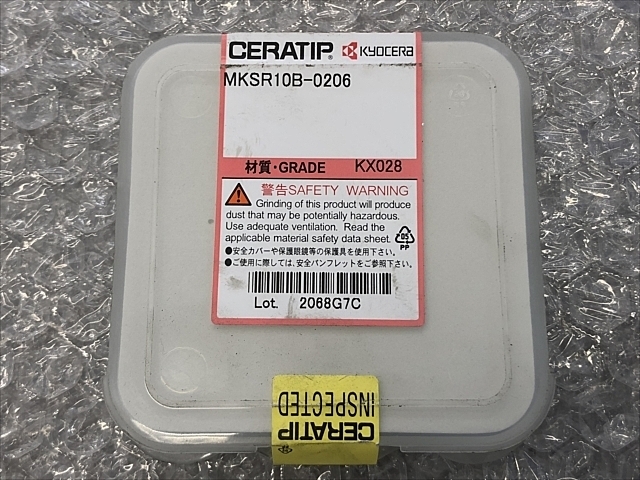 CERATIP® KYOCERA
MKSR10B-0206
材質・GRADE KX028
警告SAFETY WARNING
Grinding of this product will produce
dust that may be potentially hazardous.
Use adequate ventilation. Read the
applicable material safety data sheet.
05
PP
●安全カバーや保護眼鏡等の保護具を使用下さい。
●ご使用に際しては、安全パンフレットをご参照下さい。
Lot. 2068G7C
CERATIP
INSPECTED